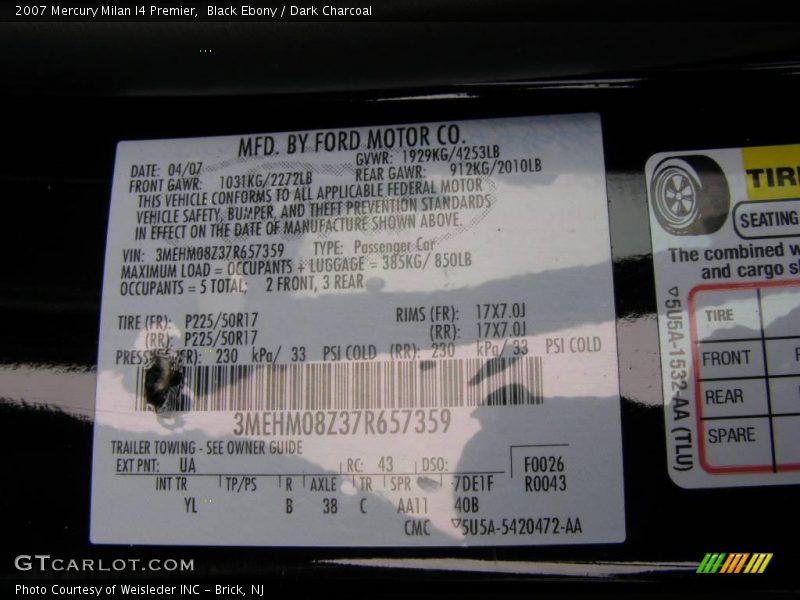 2007 Mercury Milan I4 Premier,  Black Ebony / Dark Charcoal
MFD. BY FORD MOTOR CO.
DATE: 04/07 GVWR: 1929KG/4253LB
FRONT GAWR: 1031KG/2272LB REAR GAWR: 912KG/2010LB
THIS VEHICLE CONFORMS TO ALL APPLICABLE FEDERAL MOTOR
VEHICLE SAFETY, BUMPER, AND THEFT PREVENTION STANDARDS
IN EFFECT ON THE DATE OF MANUFACTURE SHOWN ABOVE.
VIN: 3MEHM08Z37R657359 TYPE: Passenger Car
MAXIMUM LOAD = OCCUPANTS + LUGGAGE = 385KG/ 850LB
OCCUPANTS = 5 TOTAL; 2 FRONT, 3 REAR
TIRE (FR): P225/50R17 RIMS (FR): 17X7.0J
(RR): P225/50R17 (RR): 17X7.0J
(FR): 230 kPa/ 33 PSI COLD (RR): 230 kPa/ 33 PSI COLD
3MEHM08Z37R657359
TRAILER TOWING - SEE OWNER GUIDE
EXT PNT: UA RC: 43 DSO: F0026
INT TR TP/PS R AXLE TR SPR 7DE1F R0043
YL B 38 C AA11 40B
CMC 5U5A-5420472-AA
TIRE
SEATING
The combined
and cargo
5U5A-1532-AA (TLU)
TIRE
FRONT
REAR
SPARE
GTCARLOT.COM
Photo Courtesy of Weisleder INC - Brick, NJ